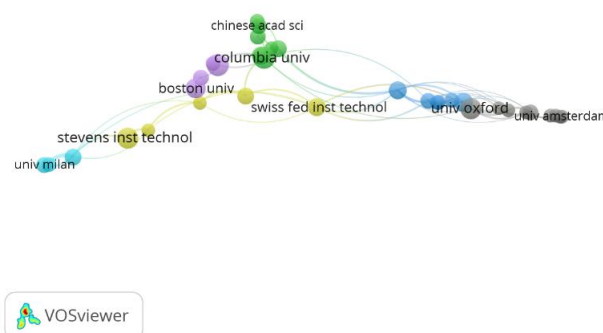 chinese acad sci
columbia univ
boston univ
swiss fed inst technol
univ oxford
univ amsterdam
stevens inst technol
univ milan
VOSviewer